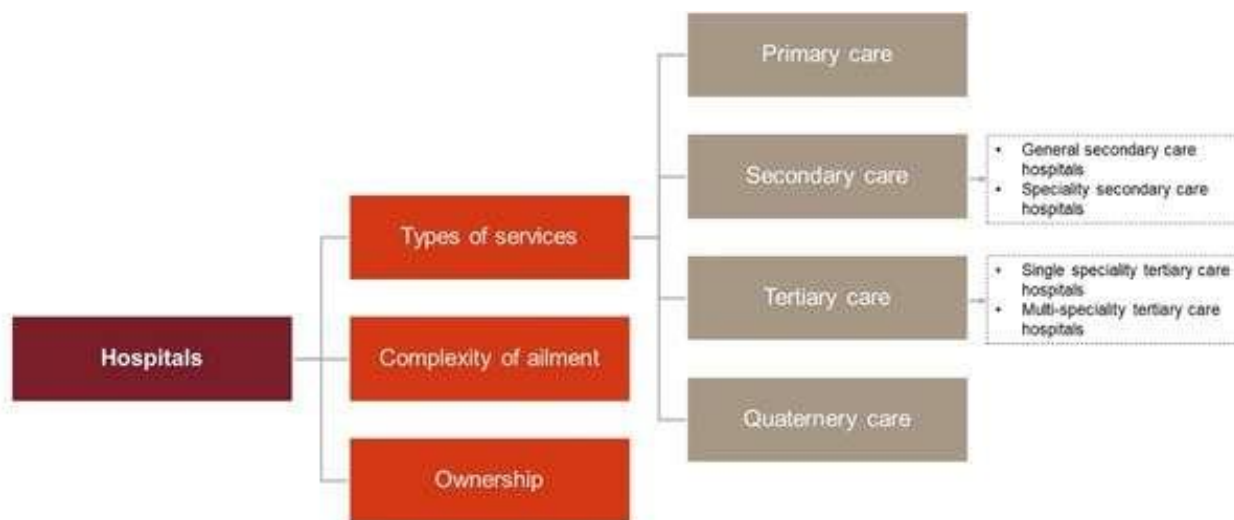 Primary care
Secondary care
• General secondary care
hospitals
• Speciality secondary care
hospitals
Types of services
Tertiary care
• Single speciality tertiary care
hospitals
• Multi-speciality tertiary care
hospitals
Hospitals
Complexity of ailment
Quaternery care
Ownership